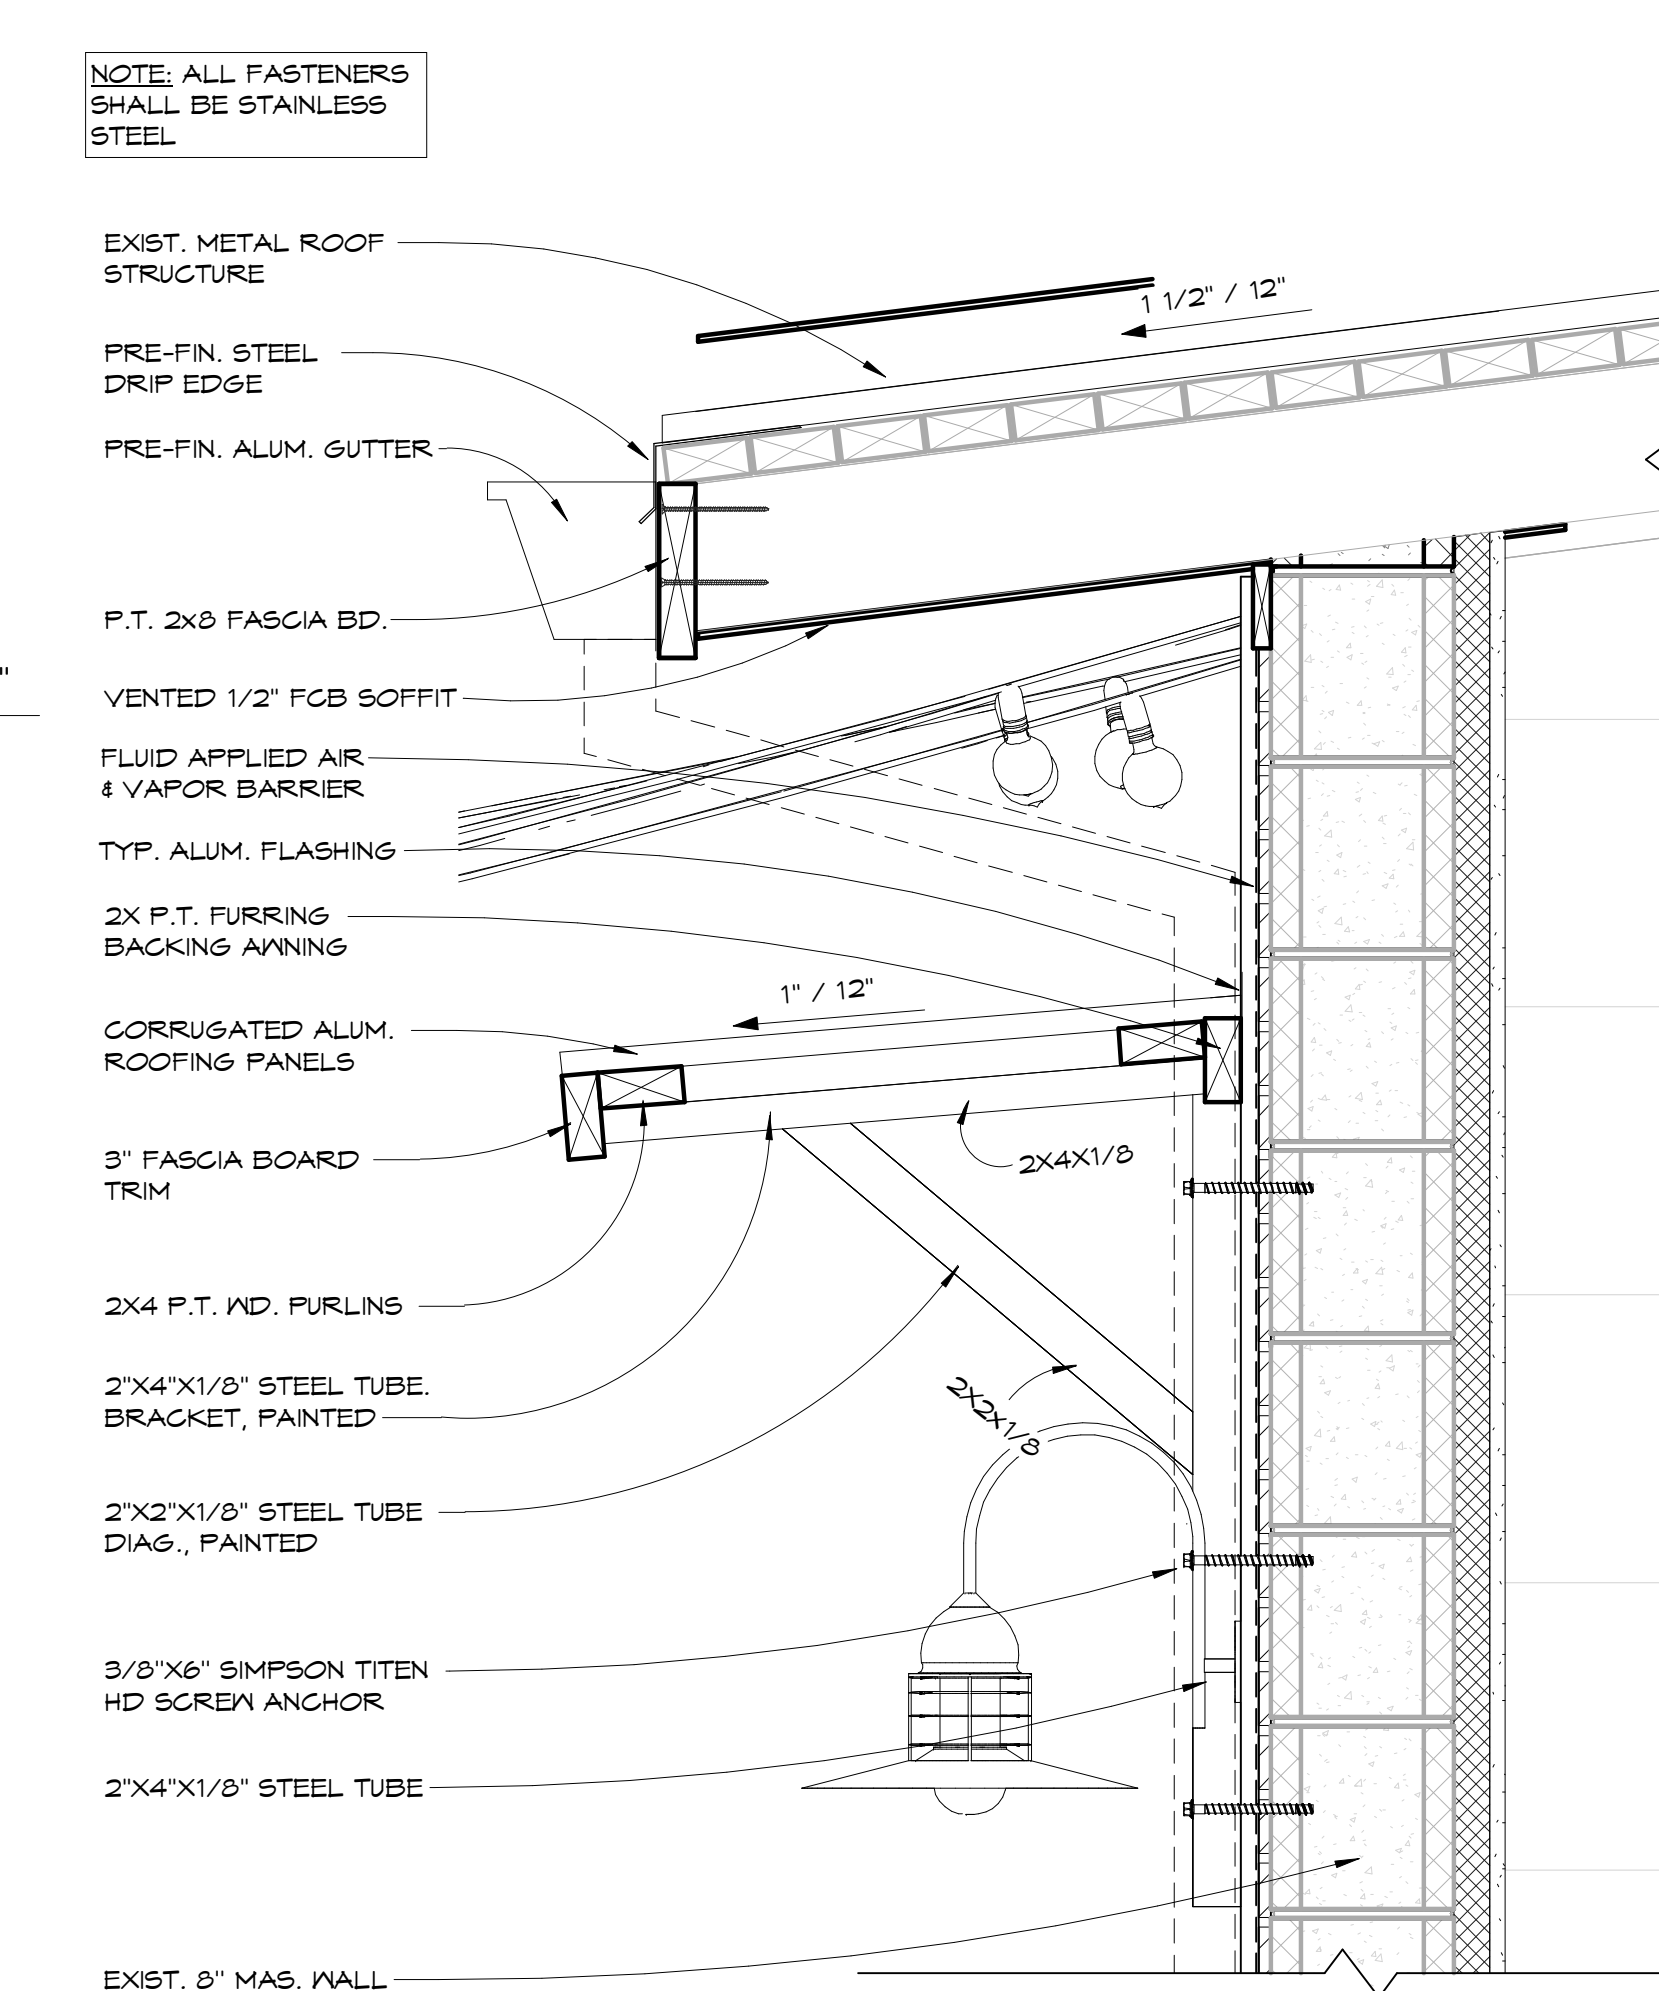 NOTE: ALL FASTENERS
SHALL BE STAINLESS
STEEL
EXIST. METAL ROOF
STRUCTURE
1 1/2" / 12"
PRE-FIN. STEEL
DRIP EDGE
PRE-FIN. ALUM. GUTTER
P.T. 2x8 FASCIA BD.
"
VENTED 1/2" FCB SOFFIT
FLUID APPLIED AIR
& VAPOR BARRIER
TYP. ALUM. FLASHING
2X P.T. FURRING
BACKING AWNING
1" / 12"
CORRUGATED ALUM.
ROOFING PANELS
3" FASCIA BOARD
TRIM
2X4X1/8
2X4 P.T. WD. PURLINS
2"X4"X1/8" STEEL TUBE.
BRACKET, PAINTED
2X2X1/8
2"X2"X1/8" STEEL TUBE
DIAG., PAINTED
3/8"X6" SIMPSON TITEN
HD SCREW ANCHOR
2"X4"X1/8" STEEL TUBE
EXIST. 8" MAS. WALL